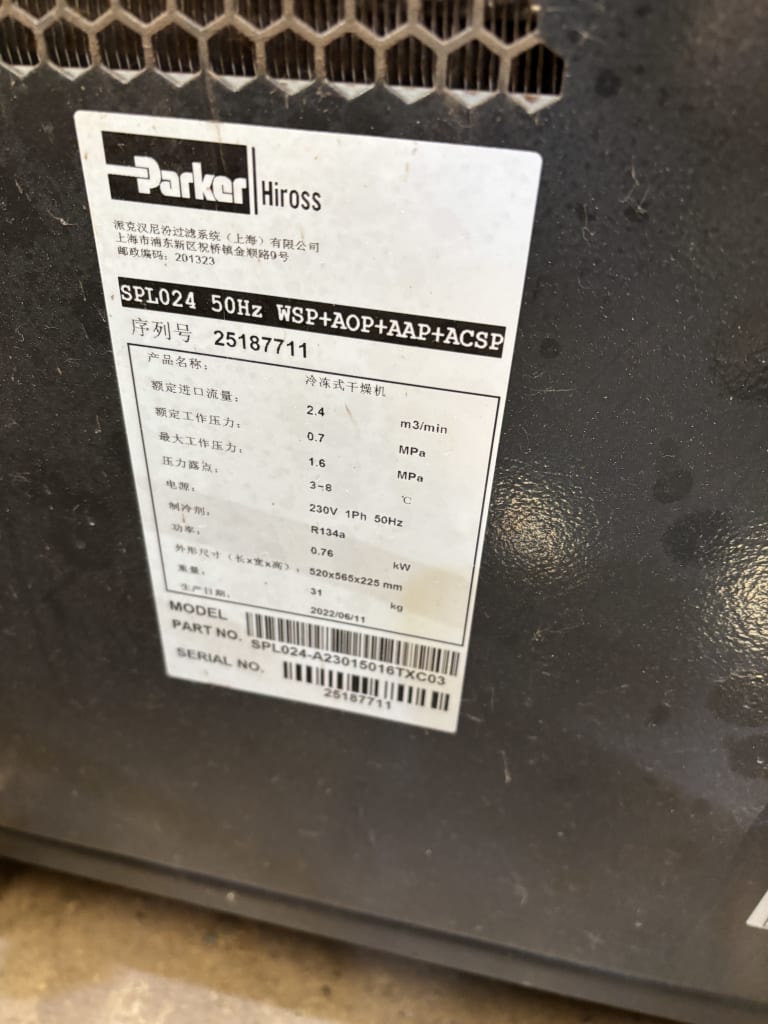 Parker Hiross
派克汉尼汾过滤系统（上海）有限公司
上海市浦东新区祝桥镇金顺路9号
邮政编码：201323
SPL024 50Hz WSP+AOP+AAP+ACSP
序列号 25187711
产品名称： 冷冻式干燥机
额定进口流量： 2.4 m3/min
额定工作压力： 0.7 MPa
最大工作压力： 1.6 MPa
压力露点： 3~8 ℃
电源： 230V 1Ph 50Hz
制冷剂： R134a
功率： 0.76 kW
外形尺寸（长×宽×高）： 520x565x225 mm
重量： 31 kg
生产日期： 2022/06/11
MODEL
PART NO. SPL024-A23015016TXC03
SERIAL NO.
25187711